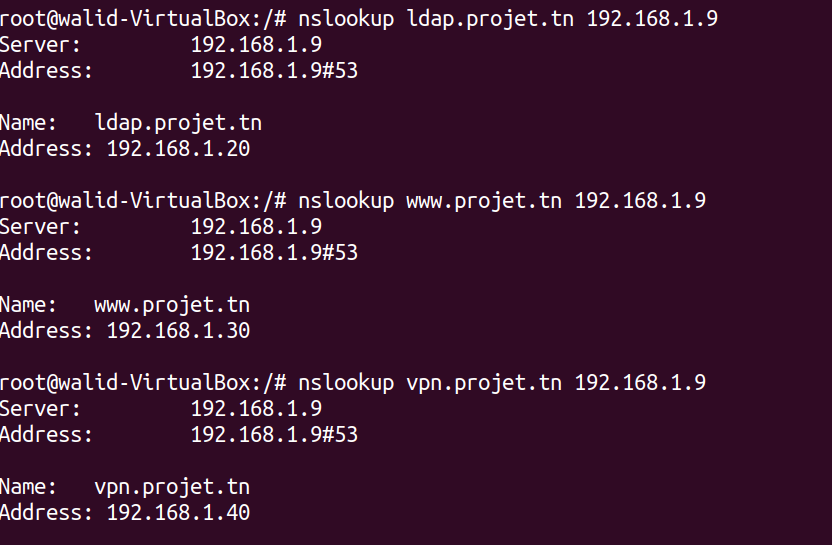 root@walid-VirtualBox:/# nslookup ldap.projet.tn 192.168.1.9
Server:		192.168.1.9
Address:	192.168.1.9#53

Name:	ldap.projet.tn
Address: 192.168.1.20

root@walid-VirtualBox:/# nslookup www.projet.tn 192.168.1.9
Server:		192.168.1.9
Address:	192.168.1.9#53

Name:	www.projet.tn
Address: 192.168.1.30

root@walid-VirtualBox:/# nslookup vpn.projet.tn 192.168.1.9
Server:		192.168.1.9
Address:	192.168.1.9#53

Name:	vpn.projet.tn
Address: 192.168.1.40